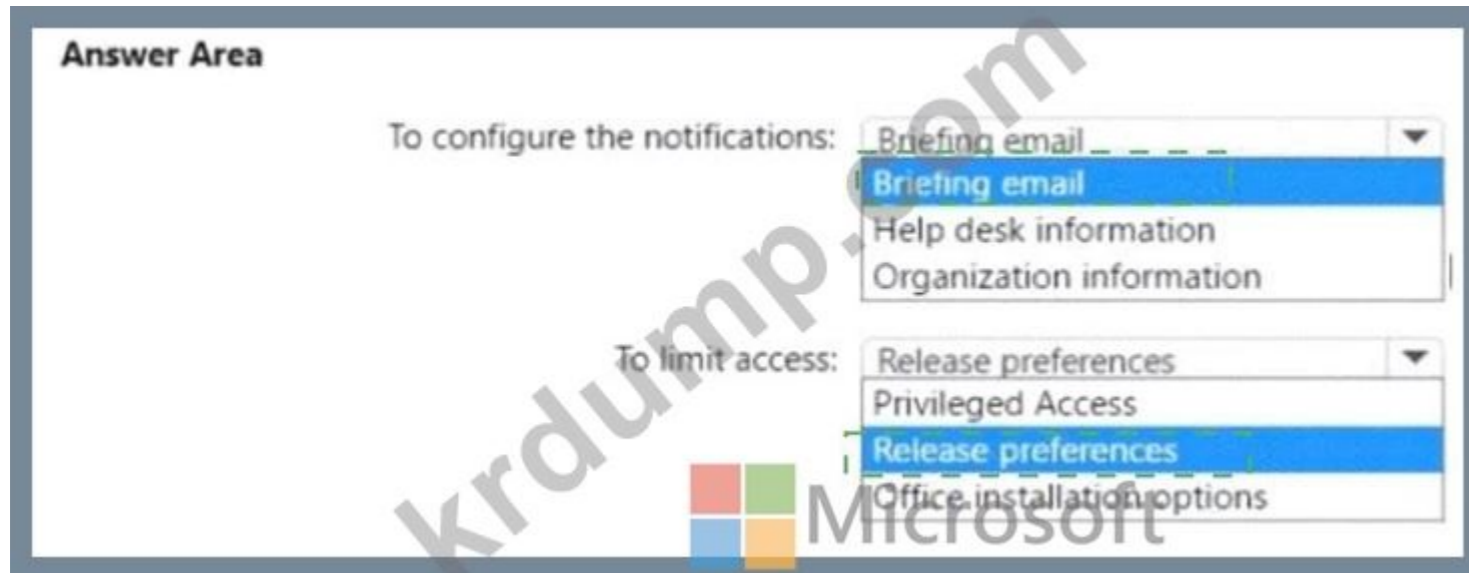 Answer Area
To configure the notifications: Briefing email
Briefing email
Help desk information
Organization information
To limit access: Release preferences
Privileged Access
Release preferences
Office installation options
krdump.com
Microsoft